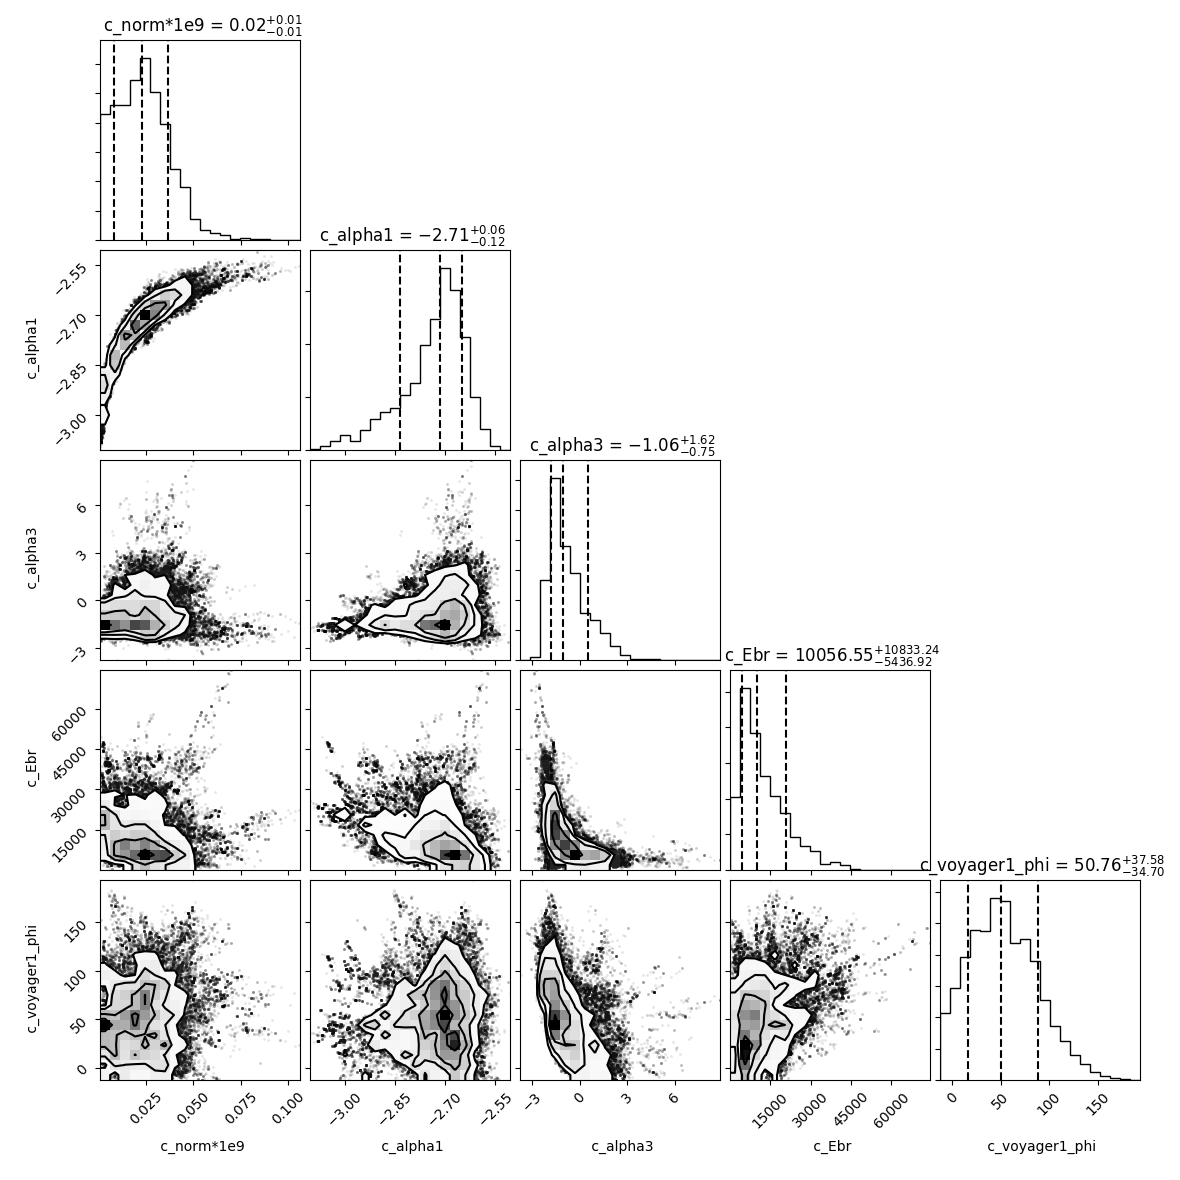 c_norm*1e9 = 0.02+0.01−0.01
c_alpha1 = −2.71+0.06−0.12
c_alpha3 = −1.06+1.62−0.75
c_Ebr = 10056.55+10833.24−5436.92
c_voyager1_phi = 50.76+37.58−34.70
c_alpha1
−2.55
−2.70
−2.85
−3.00
c_alpha3
6
3
0
−3
c_Ebr
60000
45000
30000
15000
c_voyager1_phi
150
100
50
0
0.025 0.050 0.075 0.100
c_norm*1e9
−3.00 −2.85 −2.70 −2.55
c_alpha1
−3 0 3 6
c_alpha3
15000 30000 45000 60000
c_Ebr
0 50 100 150
c_voyager1_phi